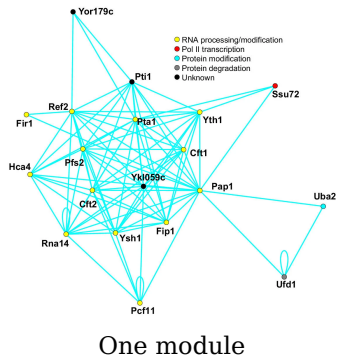 Yor179c
RNA processing/modification
Pol II transcription
Protein modification
Protein degradation
Unknown
Pti1
Ssu72
Ref2
Fir1
Pta1
Yth1
Pfs2
Cft1
Hca4
Ykl059c
Pap1
Uba2
Cft2
Rna14
Ysh1
Fip1
Ufd1
Pcf11
One module